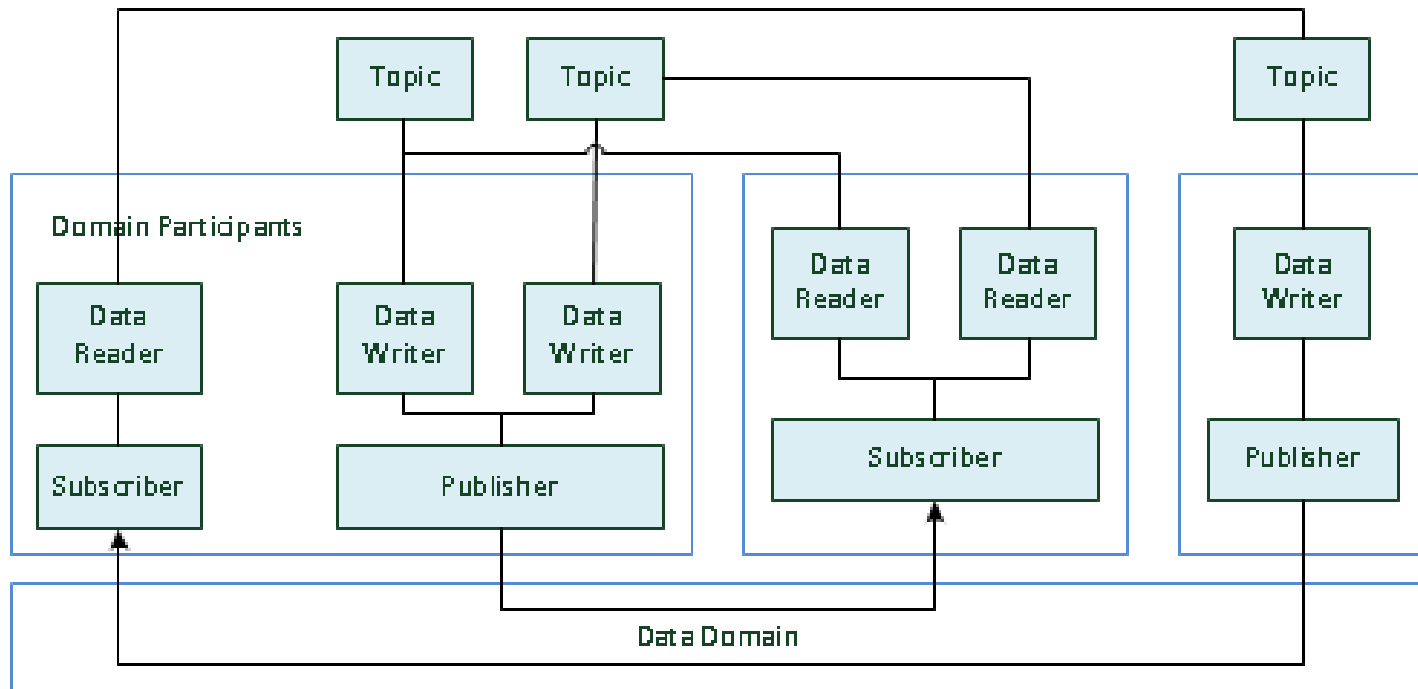 Topic
Topic
Topic
Domain Participants
Data
Reader
Data
Writer
Data
Writer
Data
Reader
Data
Reader
Data
Writer
Subscriber
Publisher
Subscriber
Publisher
Data Domain